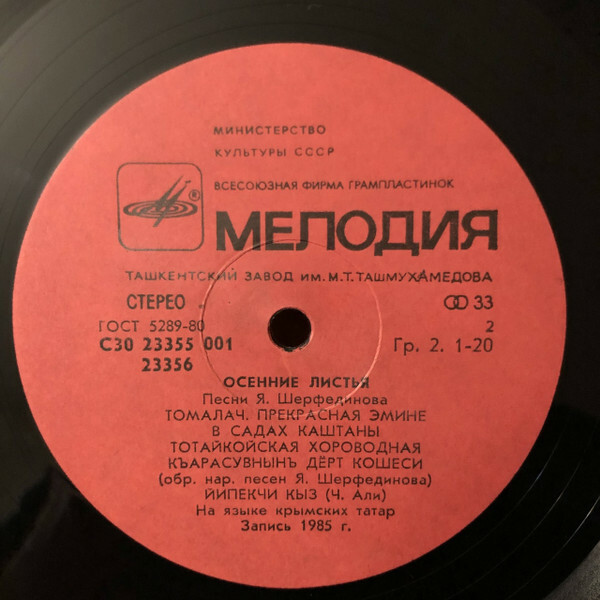 МИНИСТЕРСТВО
КУЛЬТУРЫ СССР
ВСЕСОЮЗНАЯ ФИРМА ГРАМПЛАСТИНОК
® МЕЛОДИЯ
ТАШКЕНТСКИЙ ЗАВОД ИМ. М.Т. ТАШМУХАМЕДОВА
СТЕРЕО 33
ГОСТ 5289-80 2
С30 23355 001 Гр. 2. 1-20
23356
ОСЕННИЕ ЛИСТЬЯ
Песни Я. Шерфединова
ТОМАЛАЧ. ПРЕКРАСНАЯ ЭМИНЕ
В САДАХ КАШТАНЫ
ТОТАЙКОЙСКАЯ ХОРОВОДНАЯ
КЪАРАСУВНЫНЪ ДЁРТ КОШЕСИ
(обр. нар. песен Я. Шерфединова)
ЙИПЕКЧИ КЫЗ (Ч. Али)
На языке крымских татар
Запись 1985 г.